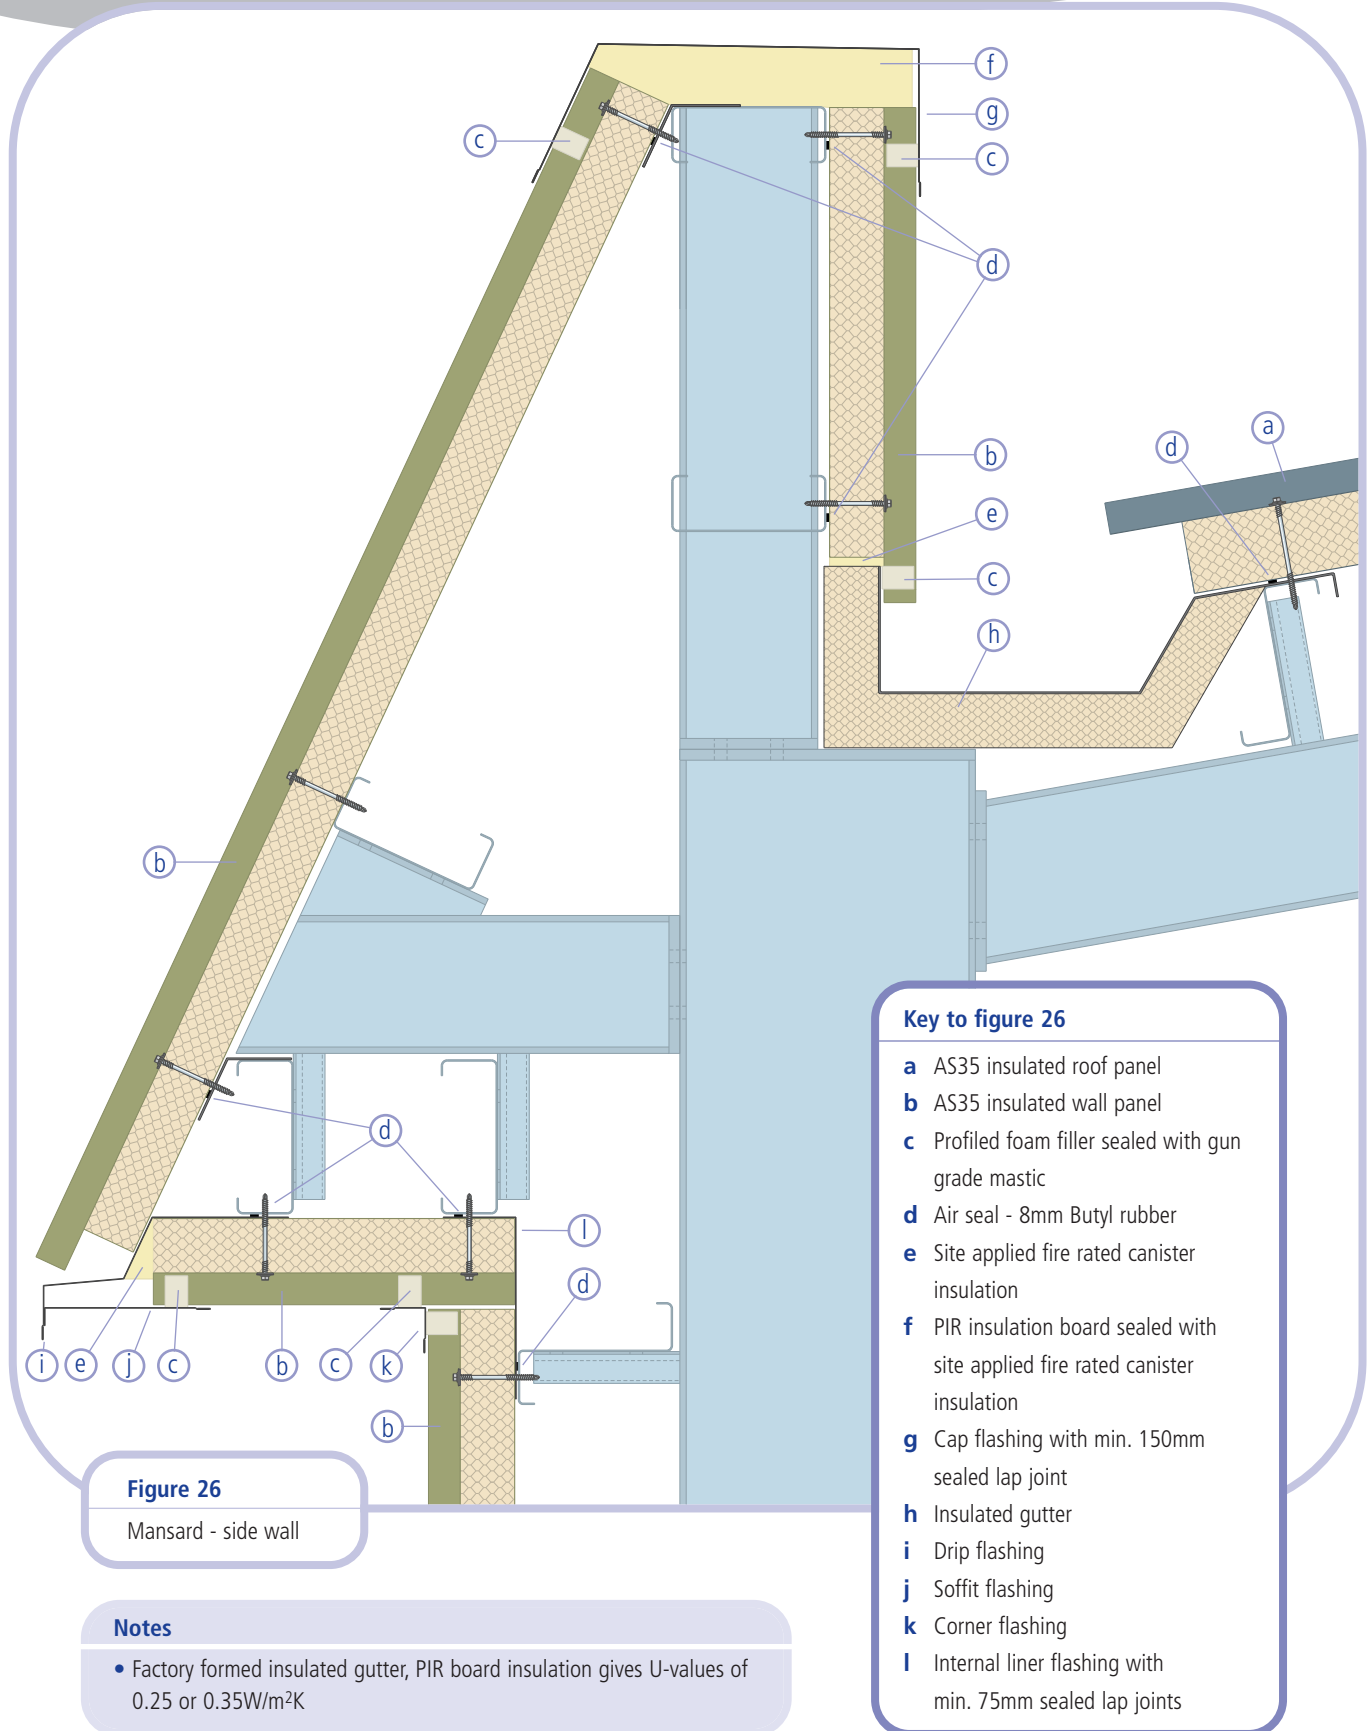 f
g
c
c
d
a
d
b
e
c
h
b
d
l
d
i
e
j
c
b
c
k
b
Key to figure 26
a AS35 insulated roof panel
b AS35 insulated wall panel
c Profiled foam filler sealed with gun
grade mastic
d Air seal - 8mm Butyl rubber
e Site applied fire rated canister
insulation
f PIR insulation board sealed with
site applied fire rated canister
insulation
g Cap flashing with min. 150mm
sealed lap joint
h Insulated gutter
i Drip flashing
j Soffit flashing
k Corner flashing
l Internal liner flashing with
min. 75mm sealed lap joints
Figure 26
Mansard - side wall
Notes
• Factory formed insulated gutter, PIR board insulation gives U-values of
0.25 or 0.35W/m²K